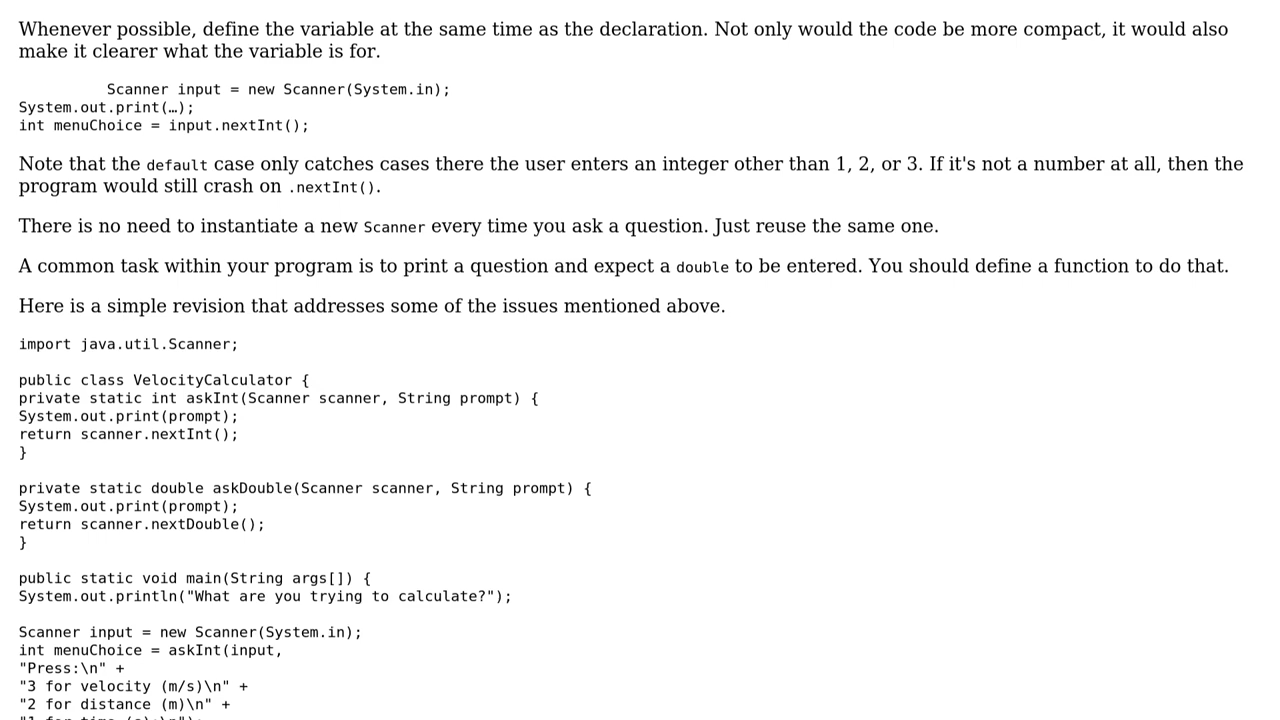 Whenever possible, define the variable at the same time as the declaration. Not only would the code be more compact, it would also
make it clearer what the variable is for.
Scanner input = new Scanner(System.in);
System.out.print(…);
int menuChoice = input.nextInt();
Note that the default case only catches cases there the user enters an integer other than 1, 2, or 3. If it's not a number at all, then the
program would still crash on .nextInt().
There is no need to instantiate a new Scanner every time you ask a question. Just reuse the same one.
A common task within your program is to print a question and expect a double to be entered. You should define a function to do that.
Here is a simple revision that addresses some of the issues mentioned above.
import java.util.Scanner;
public class VelocityCalculator {
private static int askInt(Scanner scanner, String prompt) {
System.out.print(prompt);
return scanner.nextInt();
}
private static double askDouble(Scanner scanner, String prompt) {
System.out.print(prompt);
return scanner.nextDouble();
}
public static void main(String args[]) {
System.out.println("What are you trying to calculate?");
Scanner input = new Scanner(System.in);
int menuChoice = askInt(input,
"Press:\n" +
"3 for velocity (m/s)\n" +
"2 for distance (m)\n" +